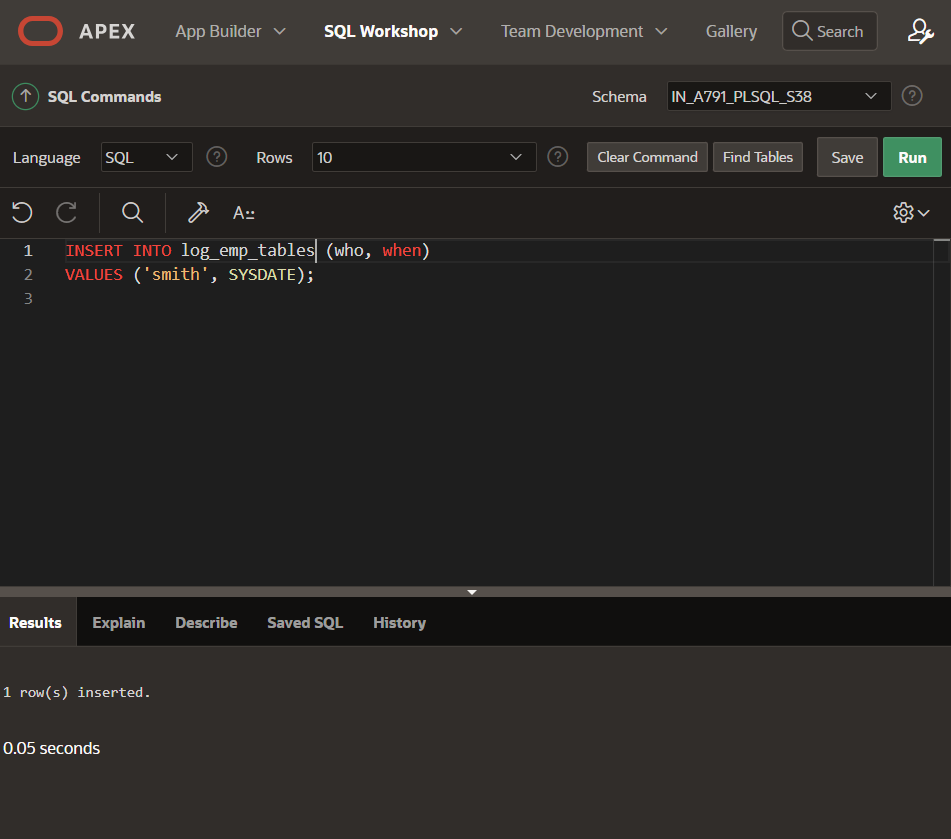 APEX App Builder SQL Workshop Team Development Gallery Search
SQL Commands Schema IN_A791_PLSQL_S38 ?
Language SQL ? Rows 10 ? Clear Command Find Tables Save Run
A::
1 INSERT INTO log_emp_tables (who, when)
2 VALUES ('smith', SYSDATE);
3
Results Explain Describe Saved SQL History
1 row(s) inserted.
0.05 seconds